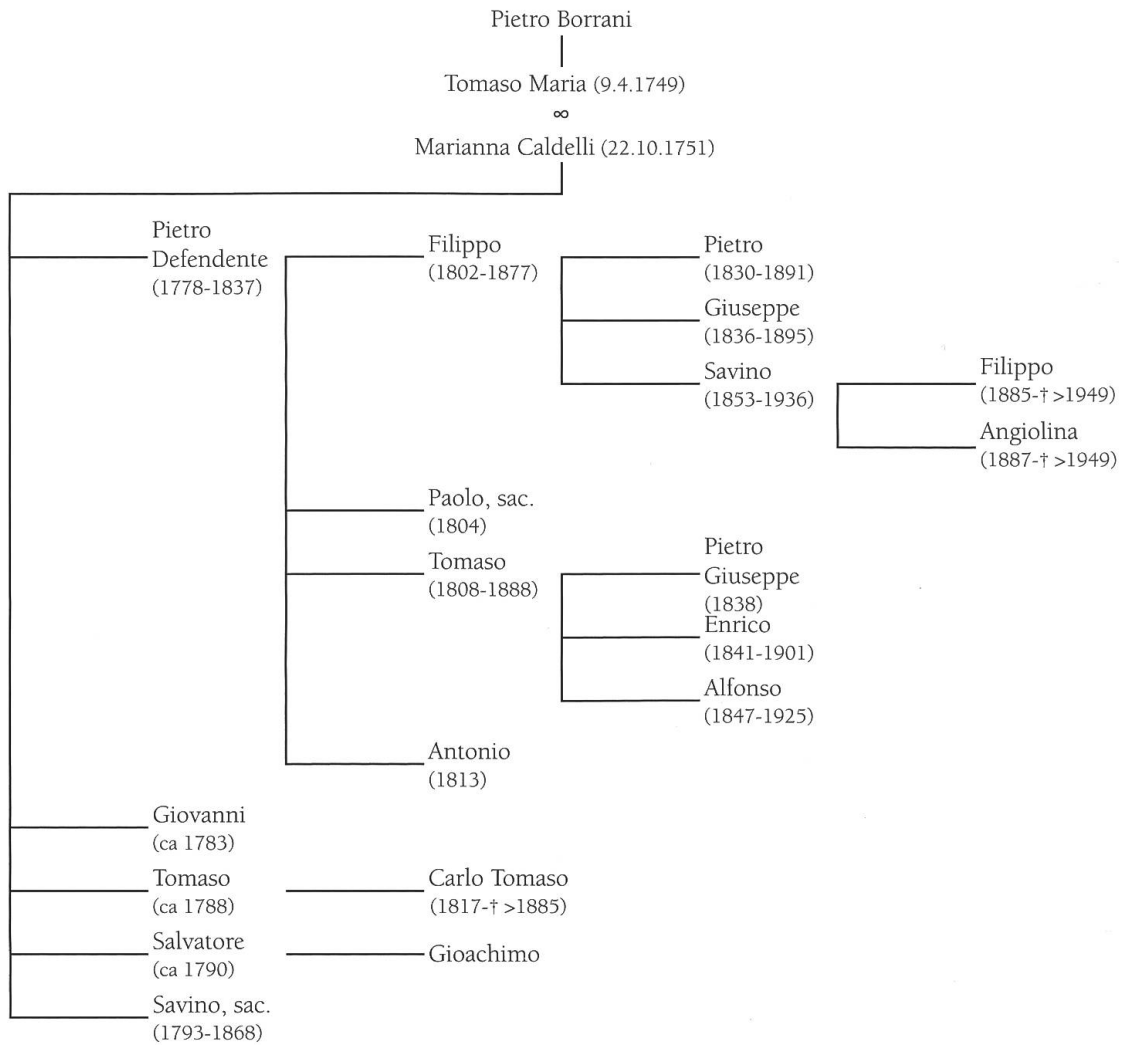 Pietro Borrani
Tomaso Maria (9.4.1749)
∞
Marianna Caldelli (22.10.1751)
Pietro
Defendente
(1778-1837)
Filippo
(1802-1877)
Pietro
(1830-1891)
Giuseppe
(1836-1895)
Savino
(1853-1936)
Filippo
(1885-† >1949)
Angiolina
(1887-† >1949)
Paolo, sac.
(1804)
Tomaso
(1808-1888)
Pietro
Giuseppe
(1838)
Enrico
(1841-1901)
Alfonso
(1847-1925)
Antonio
(1813)
Giovanni
(ca 1783)
Tomaso
(ca 1788)
Carlo Tomaso
(1817-† >1885)
Salvatore
(ca 1790)
Gioachimo
Savino, sac.
(1793-1868)